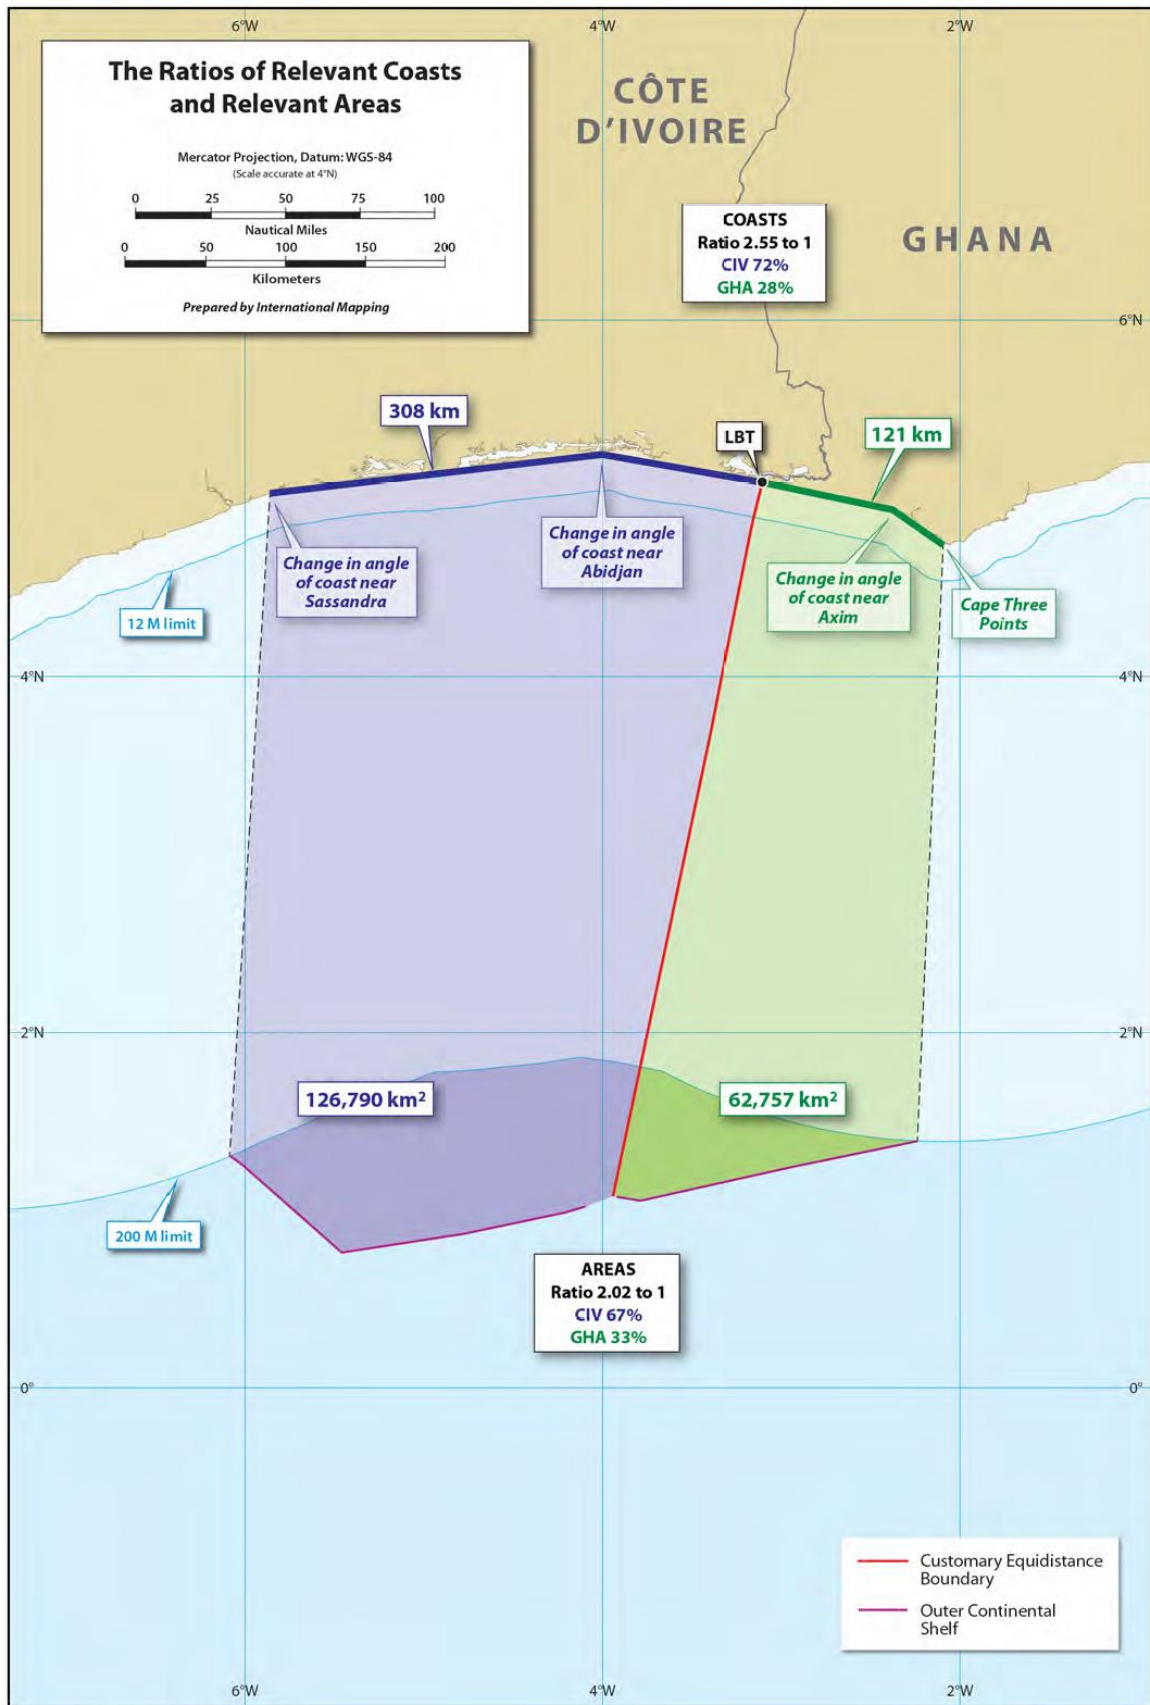 6°W
4°W
2°W
The Ratios of Relevant Coasts
and Relevant Areas
Mercator Projection, Datum: WGS-84
(Scale accurate at 4°N)
0 25 50 75 100
Nautical Miles
0 50 100 150 200
Kilometers
Prepared by International Mapping
CÔTE
D'IVOIRE
GHANA
COASTS
Ratio 2.55 to 1
CIV 72%
GHA 28%
6°N
308 km
LBT
121 km
Change in angle
of coast near
Sassandra
Change in angle
of coast near
Abidjan
Change in angle
of coast near
Axim
Cape Three
Points
12 M limit
4°N
4°N
2°N
2°N
126,790 km²
62,757 km²
200 M limit
AREAS
Ratio 2.02 to 1
CIV 67%
GHA 33%
0°
0°
Customary Equidistance
Boundary
Outer Continental
Shelf
6°W
4°W
2°W